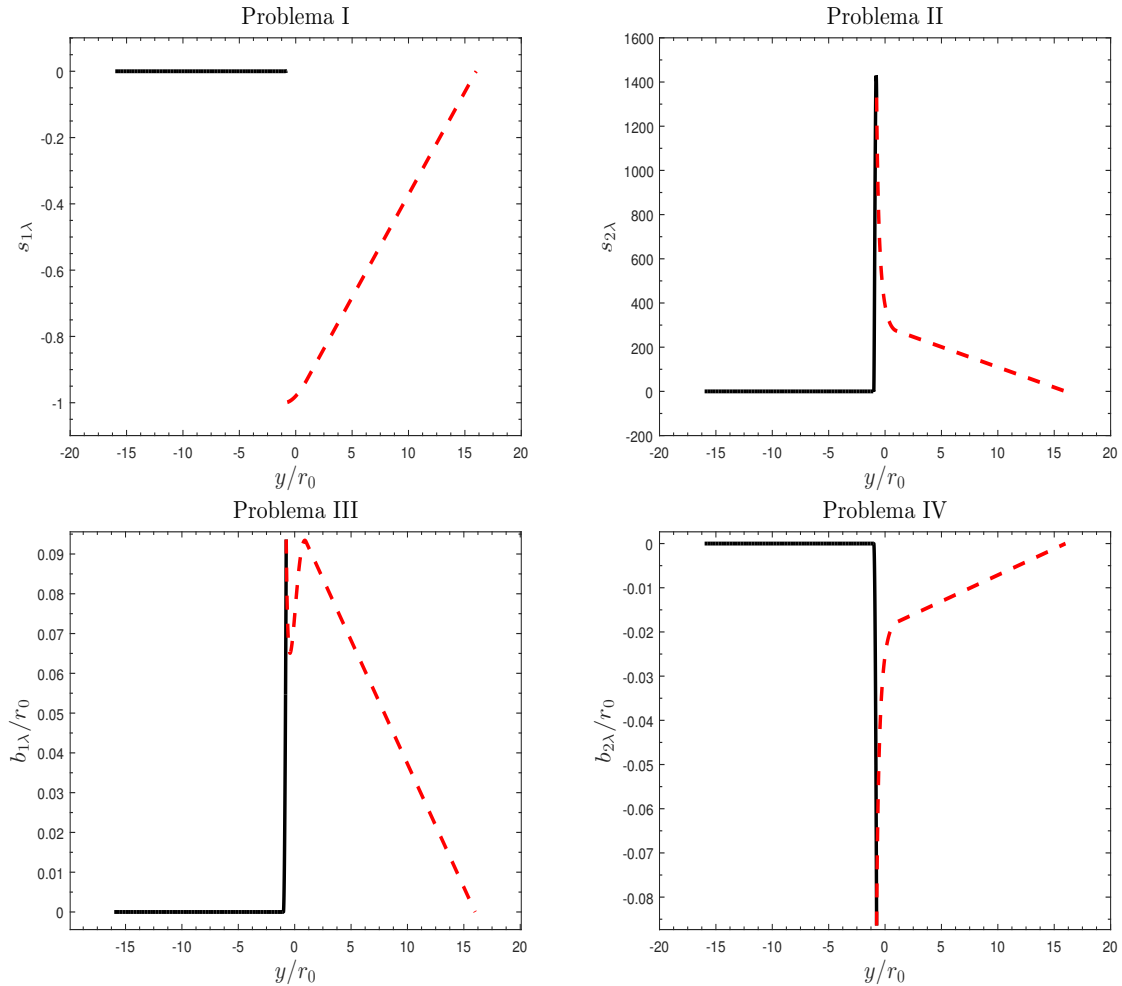 Problema I
0
-0.2
-0.4
-0.6
-0.8
-1
s₁λ
-20 -15 -10 -5 0 5 10 15 20
y/r₀
Problema II
1600
1400
1200
1000
800
600
400
200
0
-200
s₂λ
-20 -15 -10 -5 0 5 10 15 20
y/r₀
Problema III
0.09
0.08
0.07
0.06
0.05
0.04
0.03
0.02
0.01
0
b₁λ/r₀
-15 -10 -5 0 5 10 15 20
y/r₀
Problema IV
0
-0.01
-0.02
-0.03
-0.04
-0.05
-0.06
-0.07
-0.08
b₂λ/r₀
-20 -15 -10 -5 0 5 10 15 20
y/r₀